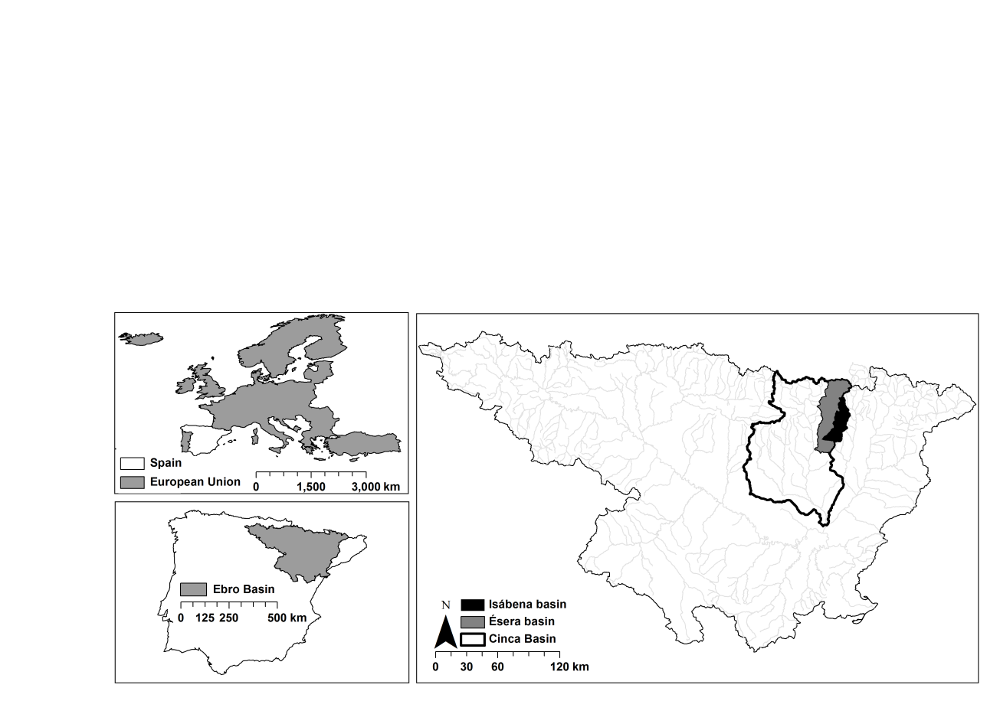 Spain
European Union
0 1,500 3,000 km
Ebro Basin
0 125 250 500 km
N
Isábena basin
Ésera basin
Cinca Basin
0 30 60 120 km